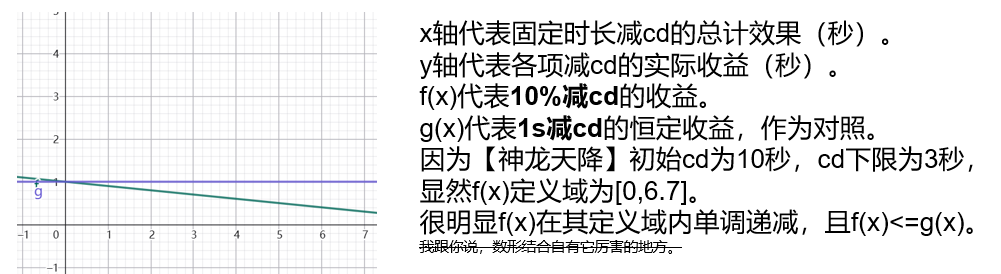 x轴代表固定时长减cd的总计效果（秒）。
y轴代表各项减cd的实际收益（秒）。
f(x)代表10%减cd的收益。
g(x)代表1s减cd的恒定收益，作为对照。
因为【神龙天降】初始cd为10秒，cd下限为3秒，
显然f(x)定义域为[0,6.7]。
很明显f(x)在其定义域内单调递减，且f(x)<=g(x)。
我跟你说，数形结合自有它厉害的地方。
5
4
3
2
1
f
g
-1 0 1 2 3 4 5 6 7
-1